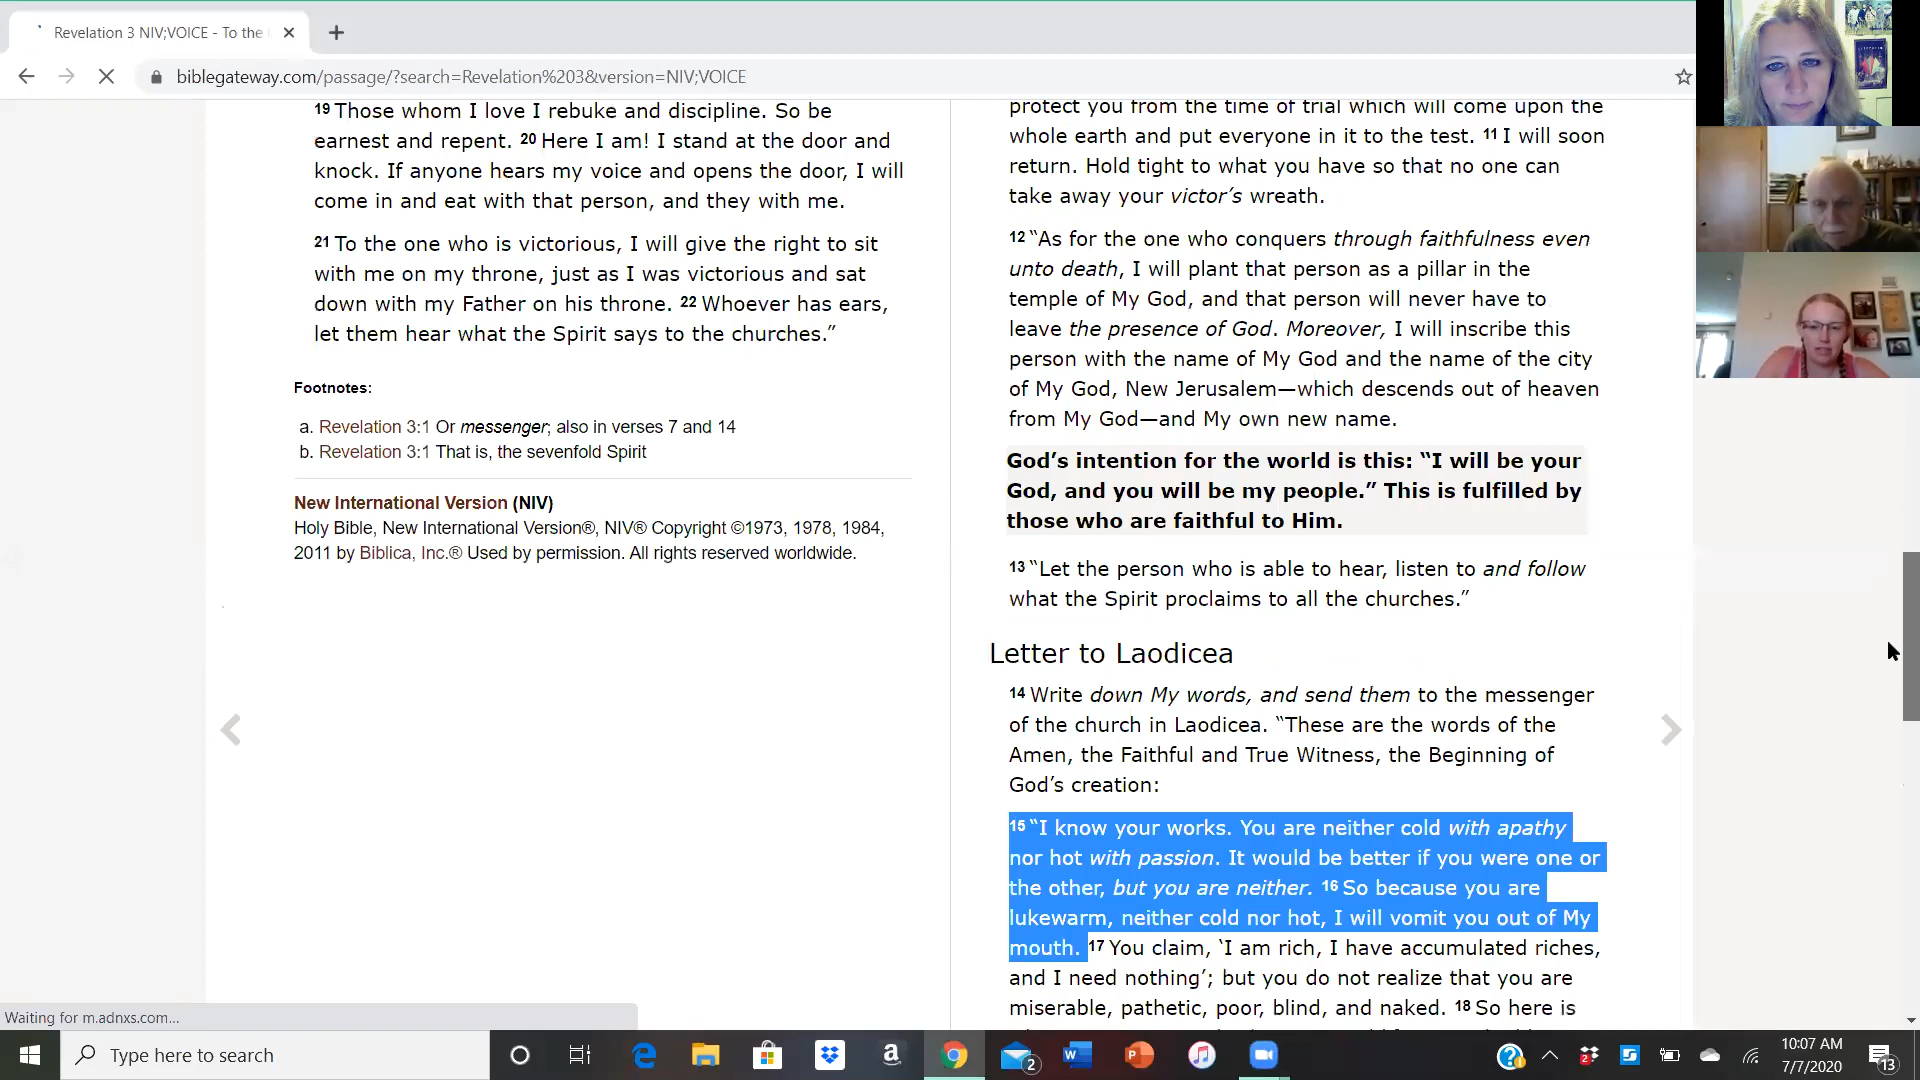 Revelation 3 NIV;VOICE - To the
biblegateway.com/passage/?search=Revelation%203&version=NIV;VOICE
19 Those whom I love I rebuke and discipline. So be
earnest and repent. 20 Here I am! I stand at the door and
knock. If anyone hears my voice and opens the door, I will
come in and eat with that person, and they with me.
21 To the one who is victorious, I will give the right to sit
with me on my throne, just as I was victorious and sat
down with my Father on his throne. 22 Whoever has ears,
let them hear what the Spirit says to the churches.”
Footnotes:
a. Revelation 3:1 Or messenger; also in verses 7 and 14
b. Revelation 3:1 That is, the sevenfold Spirit
New International Version (NIV)
Holy Bible, New International Version®, NIV® Copyright ©1973, 1978, 1984,
2011 by Biblica, Inc.® Used by permission. All rights reserved worldwide.
protect you from the time of trial which will come upon the
whole earth and put everyone in it to the test. 11 I will soon
return. Hold tight to what you have so that no one can
take away your victor’s wreath.
12 “As for the one who conquers through faithfulness even
unto death, I will plant that person as a pillar in the
temple of My God, and that person will never have to
leave the presence of God. Moreover, I will inscribe this
person with the name of My God and the name of the city
of My God, New Jerusalem—which descends out of heaven
from My God—and My own new name.
God’s intention for the world is this: “I will be your
God, and you will be my people.” This is fulfilled by
those who are faithful to Him.
13 “Let the person who is able to hear, listen to and follow
what the Spirit proclaims to all the churches.”
Letter to Laodicea
14 Write down My words, and send them to the messenger
of the church in Laodicea. “These are the words of the
Amen, the Faithful and True Witness, the Beginning of
God’s creation:
15 “I know your works. You are neither cold with apathy
nor hot with passion. It would be better if you were one or
the other, but you are neither. 16 So because you are
lukewarm, neither cold nor hot, I will vomit you out of My
mouth. 17 You claim, ‘I am rich, I have accumulated riches,
and I need nothing’; but you do not realize that you are
miserable, pathetic, poor, blind, and naked. 18 So here is
Waiting for m.adnxs.com...
Type here to search
2
2
10:07 AM
7/7/2020
13